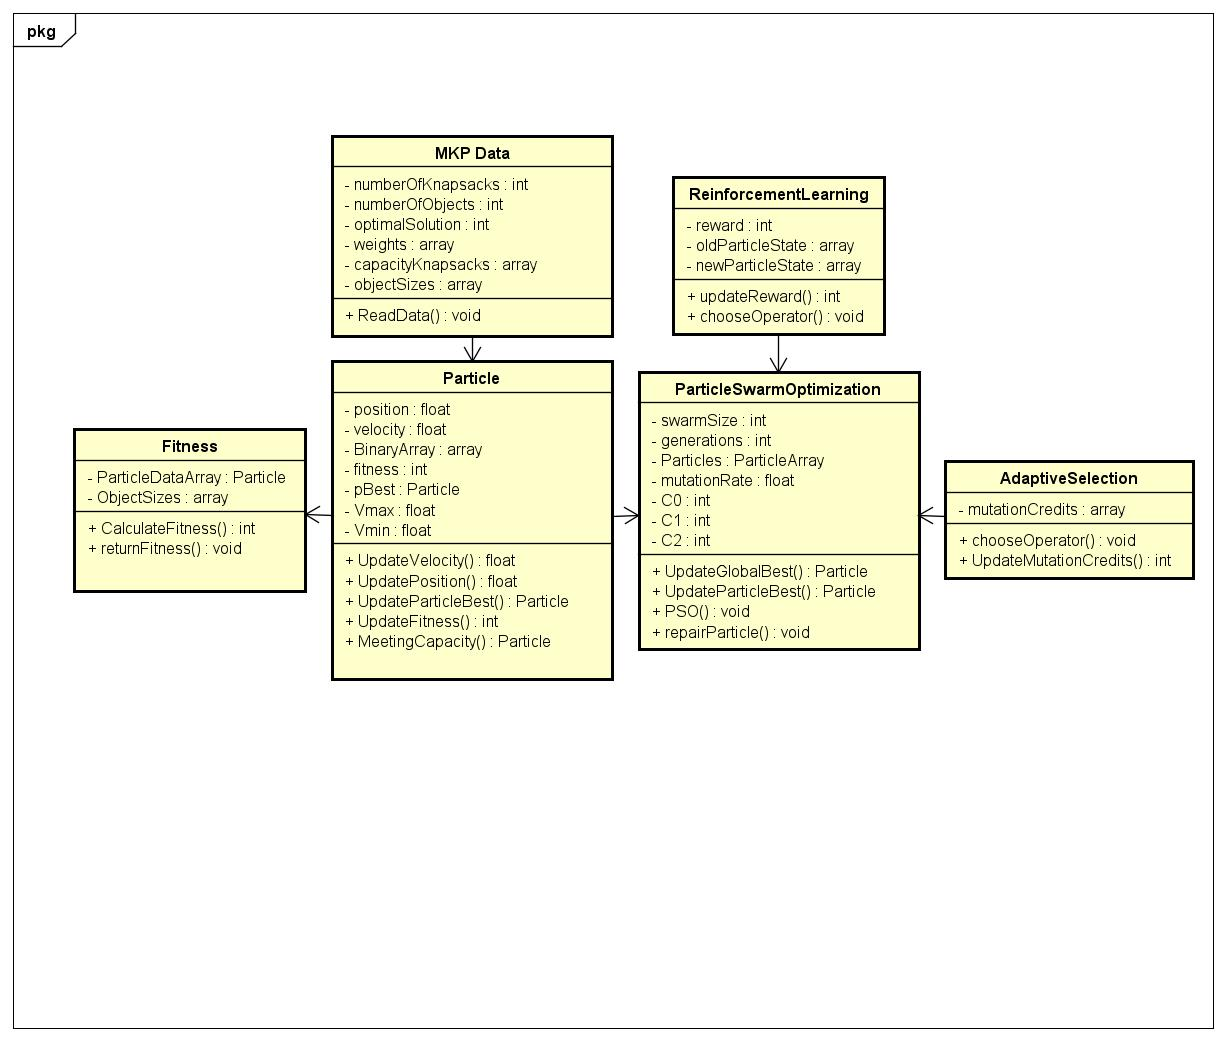 pkg
MKP Data
- numberOfKnapsacks : int
- numberOfObjects : int
- optimalSolution : int
- weights : array
- capacityKnapsacks : array
- objectSizes : array
+ ReadData() : void
ReinforcementLearning
- reward : int
- oldParticleState : array
- newParticleState : array
+ updateReward() : int
+ chooseOperator() : void
Particle
- position : float
- velocity : float
- BinaryArray : array
- fitness : int
- pBest : Particle
- Vmax : float
- Vmin : float
+ UpdateVelocity() : float
+ UpdatePosition() : float
+ UpdateParticleBest() : Particle
+ UpdateFitness() : int
+ MeetingCapacity() : Particle
ParticleSwarmOptimization
- swarmSize : int
- generations : int
- Particles : ParticleArray
- mutationRate : float
- C0 : int
- C1 : int
- C2 : int
+ UpdateGlobalBest() : Particle
+ UpdateParticleBest() : Particle
+ PSO() : void
+ repairParticle() : void
Fitness
- ParticleDataArray : Particle
- ObjectSizes : array
+ CalculateFitness() : int
+ returnFitness() : void
AdaptiveSelection
- mutationCredits : array
+ chooseOperator() : void
+ UpdateMutationCredits() : int